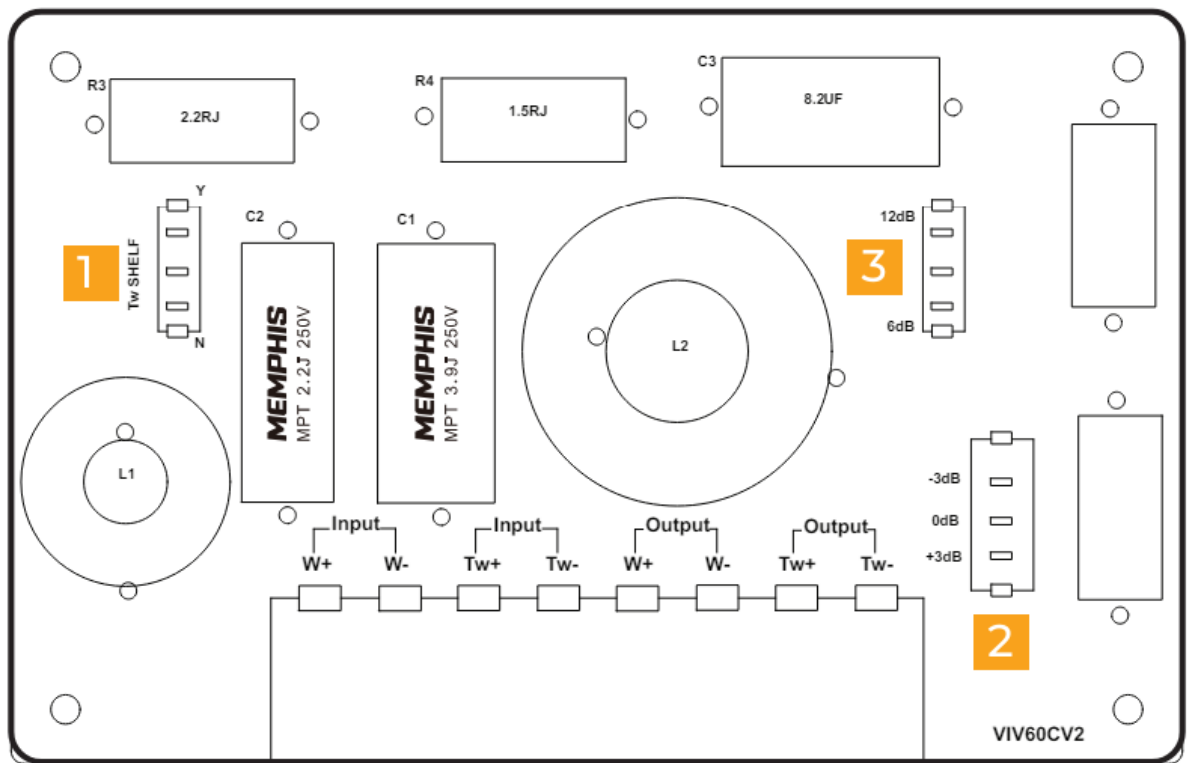 R3
2.2RJ
R4
1.5RJ
C3
8.2UF
Y
Tw SHELF
N
1
C2
MEMPHIS
MPT 2.2J 250V
C1
MEMPHIS
MPT 3.9J 250V
L2
3
12dB
6dB
L1
-3dB
0dB
+3dB
2
Input Input Output Output
W+ W- Tw+ Tw- W+ W- Tw+ Tw-
VIV60CV2